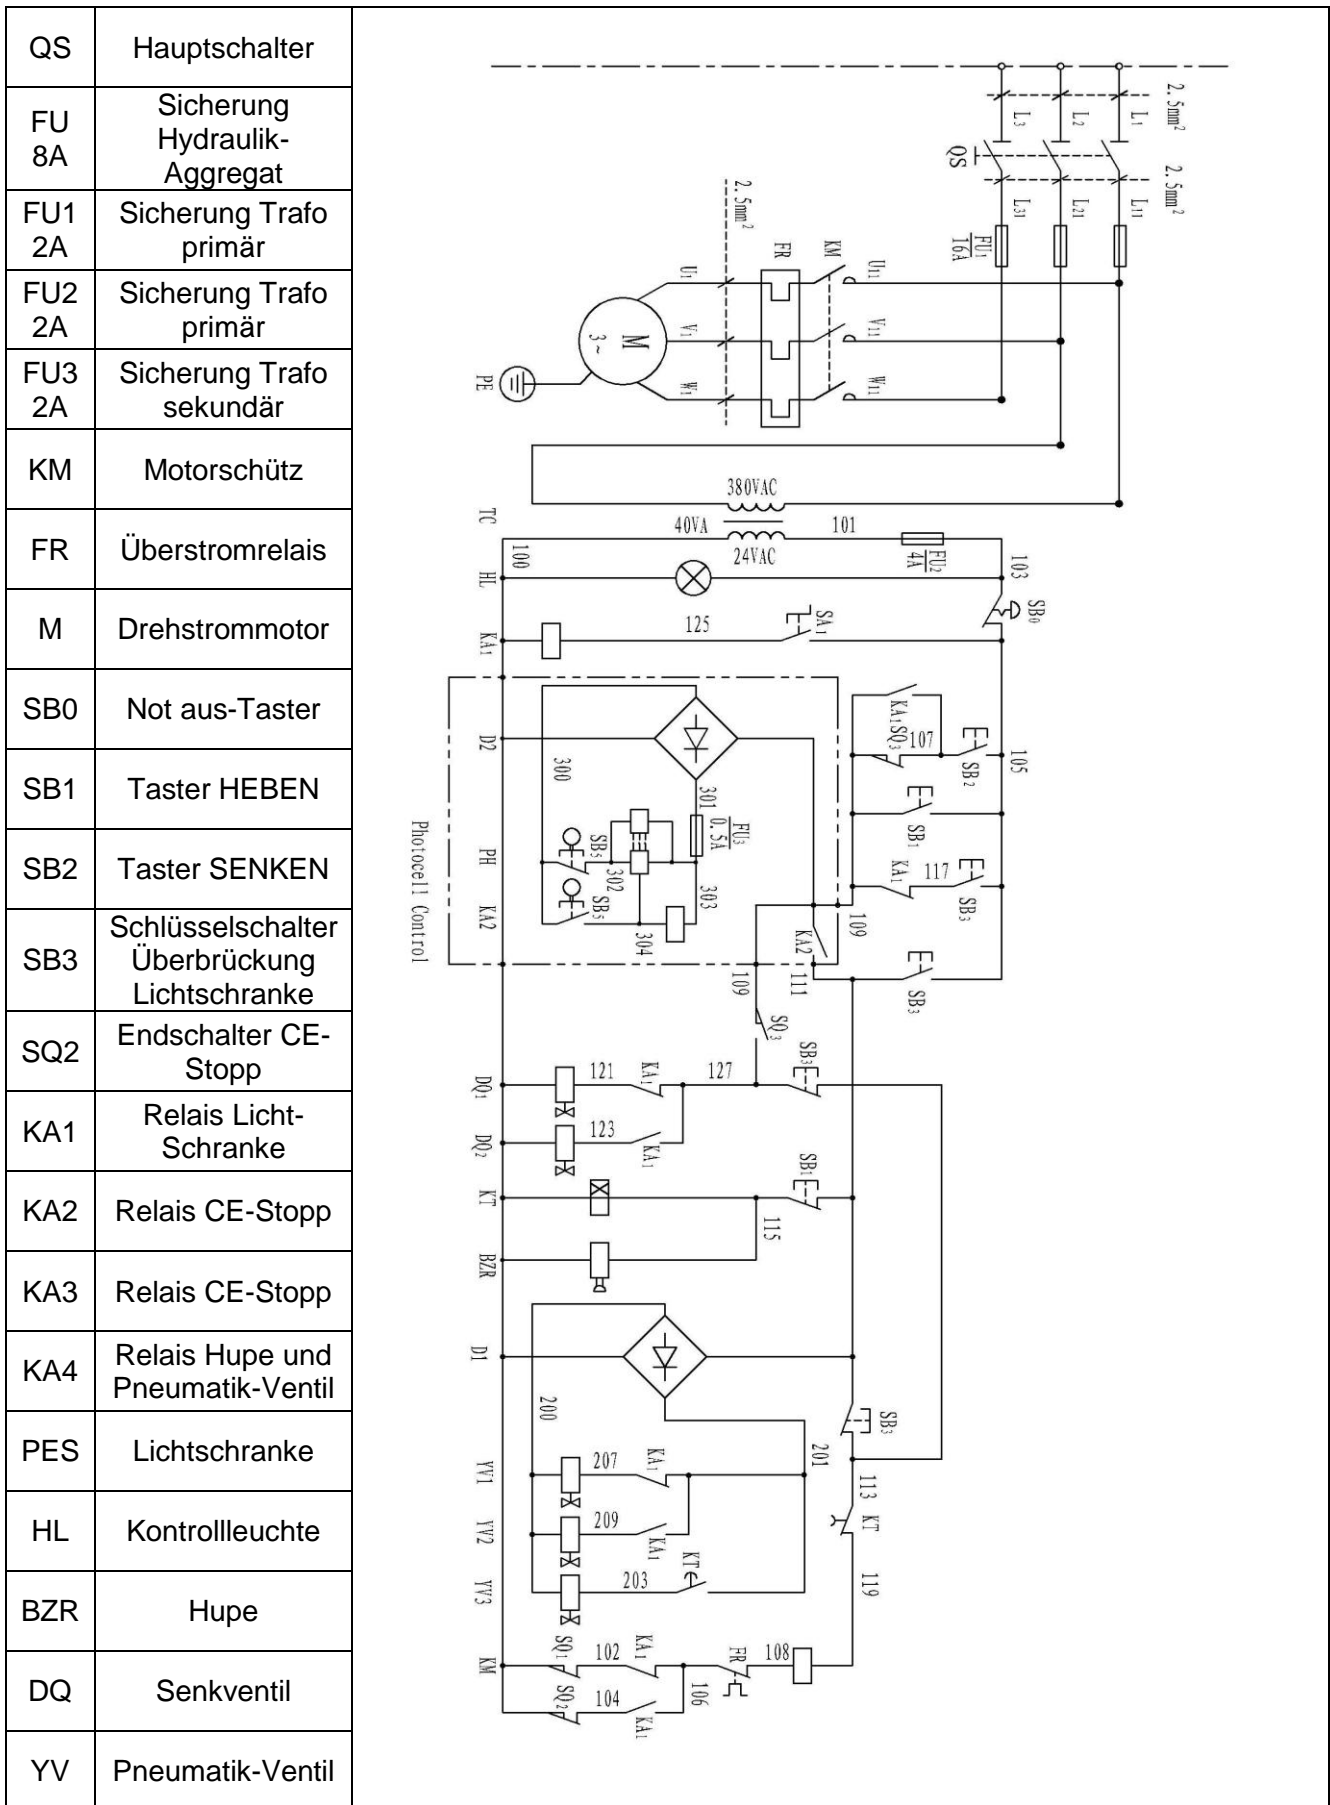 QS
Hauptschalter
FU
8A
Sicherung
Hydraulik-
Aggregat
FU1
2A
Sicherung Trafo
primär
FU2
2A
Sicherung Trafo
primär
FU3
2A
Sicherung Trafo
sekundär
KM
Motorschütz
FR
Überstromrelais
M
Drehstrommotor
SB0
Not aus-Taster
SB1
Taster HEBEN
SB2
Taster SENKEN
SB3
Schlüsselschalter
Überbrückung
Lichtschranke
SQ2
Endschalter CE-
Stopp
KA1
Relais Licht-
Schranke
KA2
Relais CE-Stopp
KA3
Relais CE-Stopp
KA4
Relais Hupe und
Pneumatik-Ventil
PES
Lichtschranke
HL
Kontrollleuchte
BZR
Hupe
DQ
Senkventil
YV
Pneumatik-Ventil
2.5mm²
L3
L2
L1
QS
2.5mm²
L31
L21
L11
FU1
16A
2.5mm²
FR
KM
U11
U1
V11
V1
M
3~
W11
W1
PE
380VAC
TC
40VA
101
24VAC
100
FU2
4A
103
HL
SB0
SA1
125
KA1
KA1
SQ3
107
SB2
105
D2
300
301
FU3
0.5A
SB1
SB5
302
PH
303
KA1
117
SB3
SB5
304
KA2
109
KA2
Photocell Control
109
111
SB3
SQ3
DQ1
121
KA1
127
SB3
DQ2
123
KA1
SB1
KT
115
BZR
D1
200
SB3
201
YV1
207
KA1
113
KT
YV2
209
KA1
KT
YV3
203
119
KM
SQ1
102
KA1
FR
108
SQ2
104
KA1
106